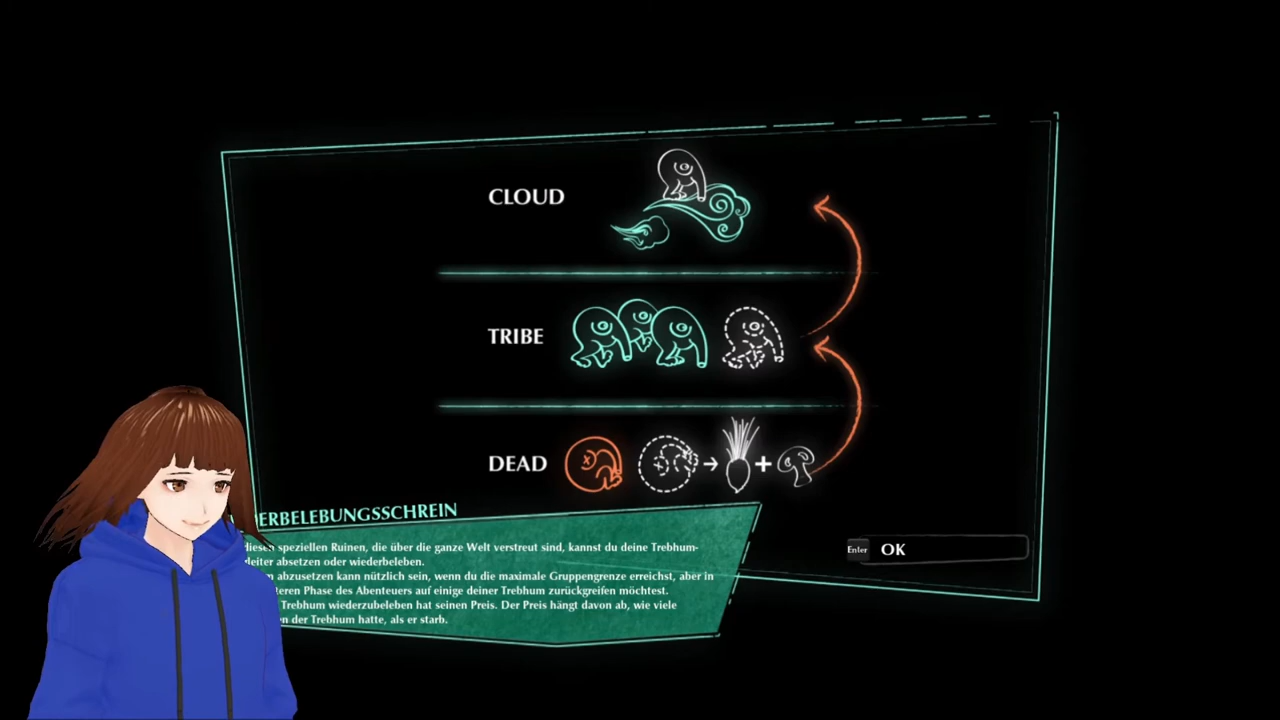 CLOUD
TRIBE
DEAD
ERBELEBUNGSSCHREIN
diesen speziellen Ruinen, die über die ganze Welt verstreut sind, kannst du deine Trebhum-
leiter absetzen oder wiederbeleben.
abzusetzen kann nützlich sein, wenn du die maximale Gruppengrenze erreichst, aber in
teren Phase des Abenteuers auf einige deiner Trebhum zurückgreifen möchtest.
Trebhum wiederzubeleben hat seinen Preis. Der Preis hängt davon ab, wie viele
en der Trebhum hatte, als er starb.
Enter OK